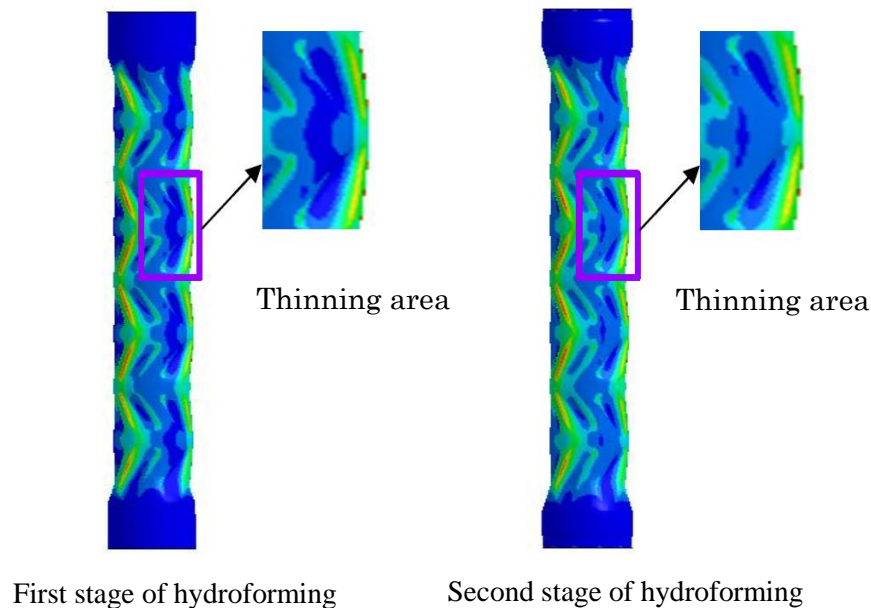 Thinning area
Thinning area
First stage of hydroforming
Second stage of hydroforming